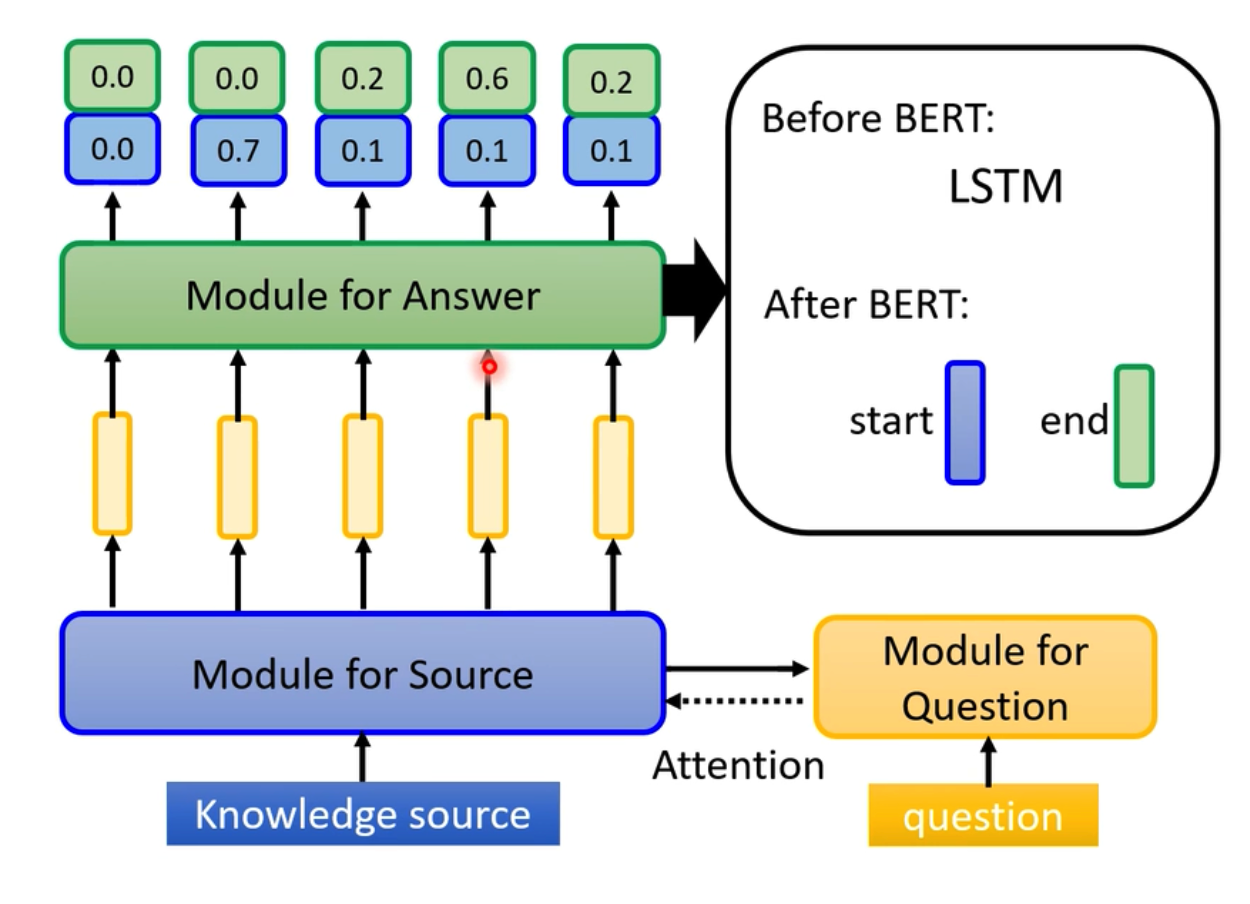 0.0 0.0 0.2 0.6 0.2
0.0 0.7 0.1 0.1 0.1
Module for Answer
Before BERT:
LSTM
After BERT:
start end
Module for Source
Module for
Question
Attention
Knowledge source
question